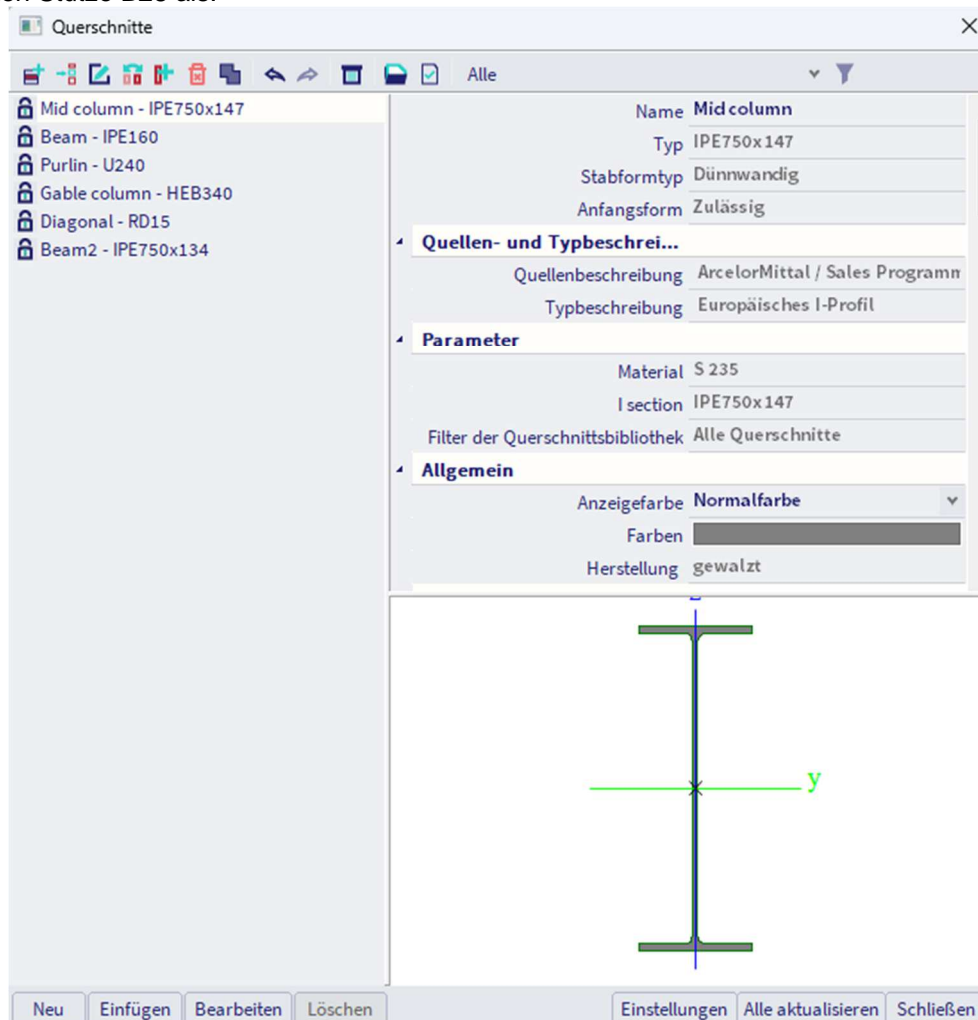 Querschnitte
Alle
Mid column - IPE750x147
Beam - IPE160
Purlin - U240
Gable column - HEB340
Diagonal - RD15
Beam2 - IPE750x134
Name Mid column
Typ IPE750x147
Stabformtyp Dünnwandig
Anfangsform Zulässig
Quellen- und Typbeschrei...
Quellenbeschreibung ArcelorMittal / Sales Programm
Typbeschreibung Europäisches I-Profil
Parameter
Material S 235
I section IPE750x147
Filter der Querschnittsbibliothek Alle Querschnitte
Allgemein
Anzeigefarbe Normalfarbe
Farben
Herstellung gewalzt
y
Neu Einfügen Bearbeiten Löschen Einstellungen Alle aktualisieren Schließen